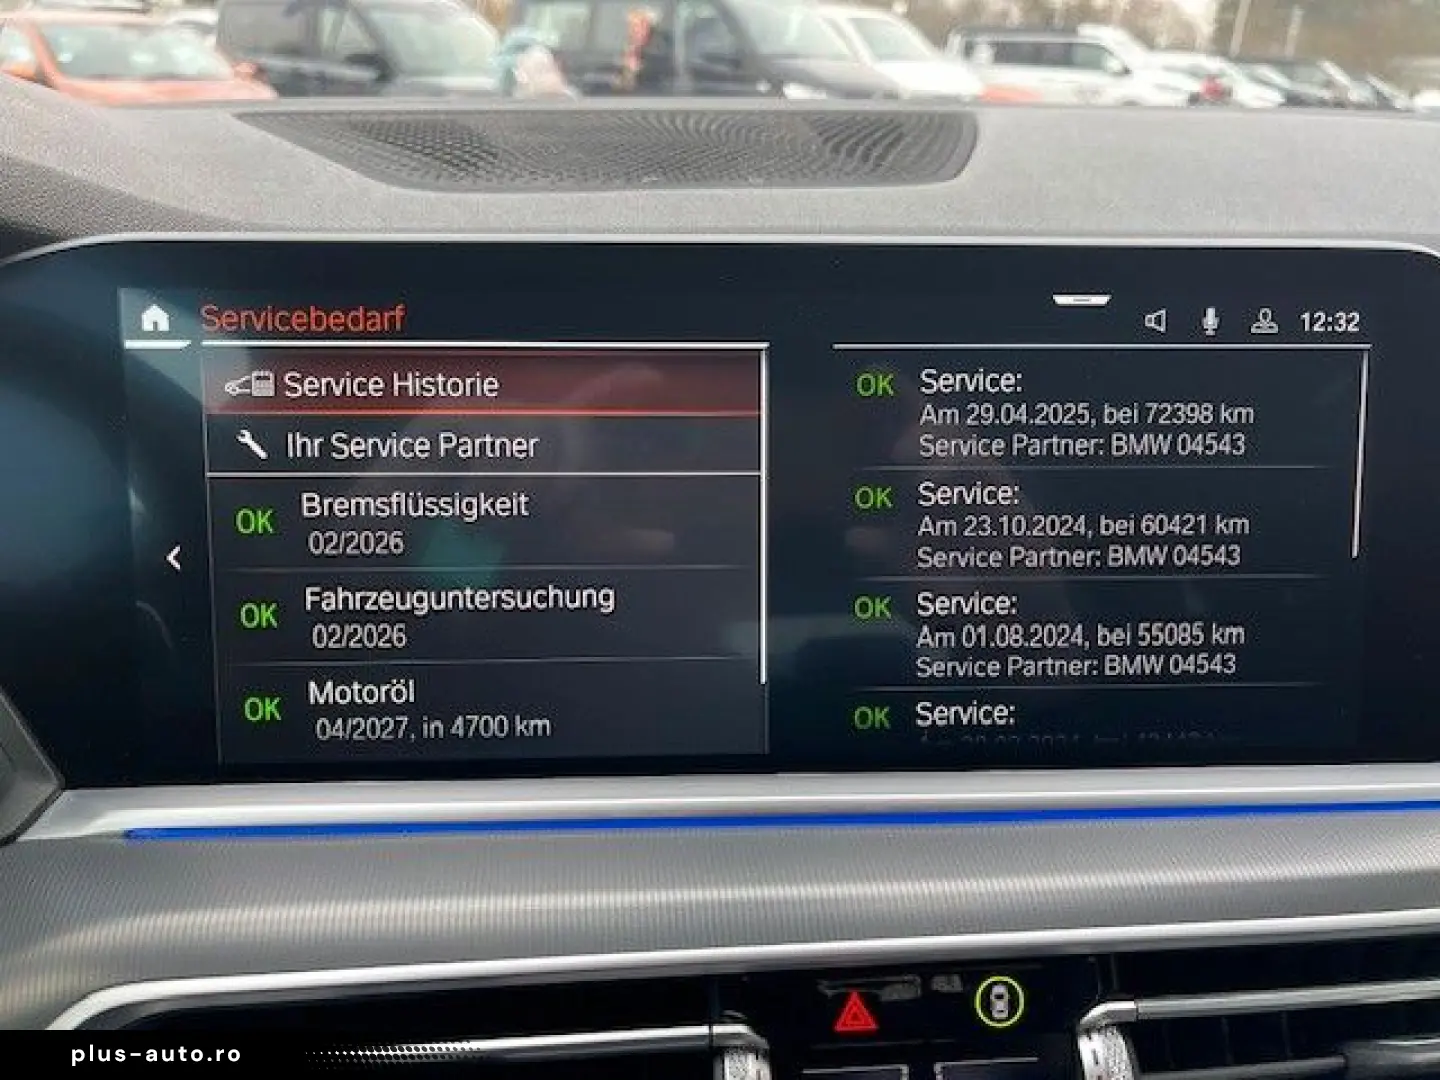 Servicebedarf
12:32
Service Historie
Ihr Service Partner
OK Bremsflüssigkeit
02/2026
OK Fahrzeuguntersuchung
02/2026
OK Motoröl
04/2027, in 4700 km
OK Service:
Am 29.04.2025, bei 72398 km
Service Partner: BMW 04543
OK Service:
Am 23.10.2024, bei 60421 km
Service Partner: BMW 04543
OK Service:
Am 01.08.2024, bei 55085 km
Service Partner: BMW 04543
OK Service:
plus-auto.ro